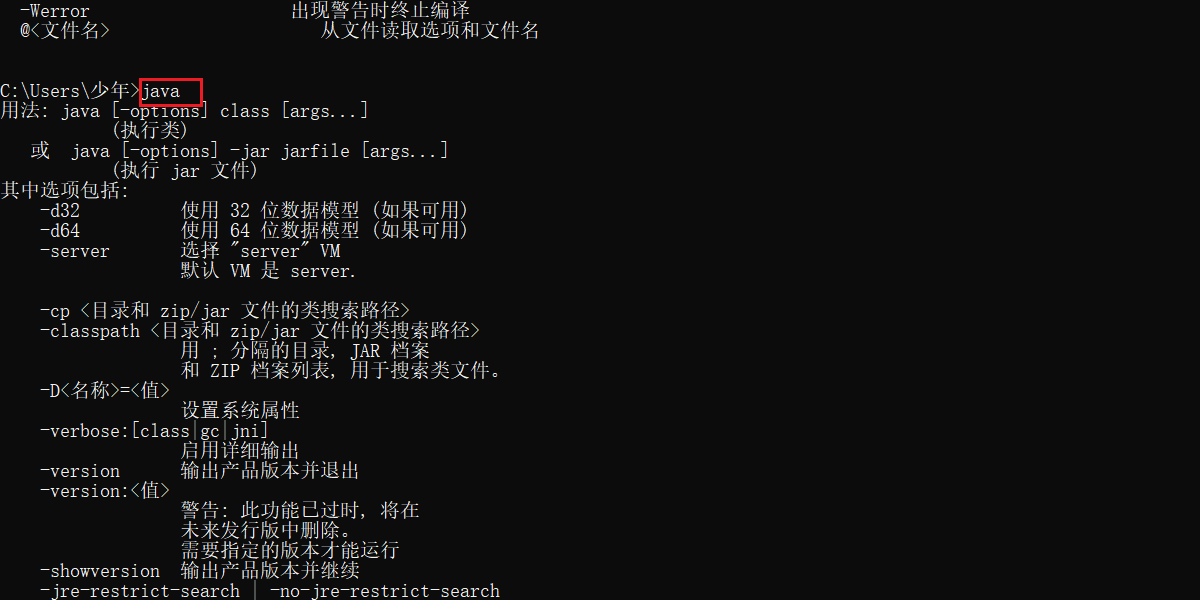 -Werror                    出现警告时终止编译
@<文件名>                     从文件读取选项和文件名
C:\Users\少年>java
用法: java [-options] class [args...]
(执行类)
或  java [-options] -jar jarfile [args...]
(执行 jar 文件)
其中选项包括:
-d32          使用 32 位数据模型 (如果可用)
-d64          使用 64 位数据模型 (如果可用)
-server       选择 "server" VM
默认 VM 是 server.
-cp <目录和 zip/jar 文件的类搜索路径>
-classpath <目录和 zip/jar 文件的类搜索路径>
用 ; 分隔的目录, JAR 档案
和 ZIP 档案列表, 用于搜索类文件。
-D<名称>=<值>
设置系统属性
-verbose:[class|gc|jni]
启用详细输出
-version      输出产品版本并退出
-version:<值>
警告: 此功能已过时, 将在
未来发行版中删除。
需要指定的版本才能运行
-showversion  输出产品版本并继续
-jre-restrict-search | -no-jre-restrict-search